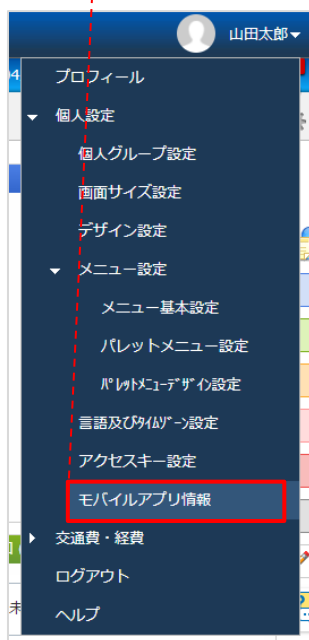 山田太郎▼
プロフィール
個人設定
個人グループ設定
画面サイズ設定
デザイン設定
メニュー設定
メニュー基本設定
パレットメニュー設定
ﾊﾟﾚｯﾄﾒﾆｭｰﾃﾞｻﾞｲﾝ設定
言語及びﾀｲﾑｿﾞｰﾝ設定
アクセスキー設定
モバイルアプリ情報
交通費・経費
ログアウト
未
ヘルプ